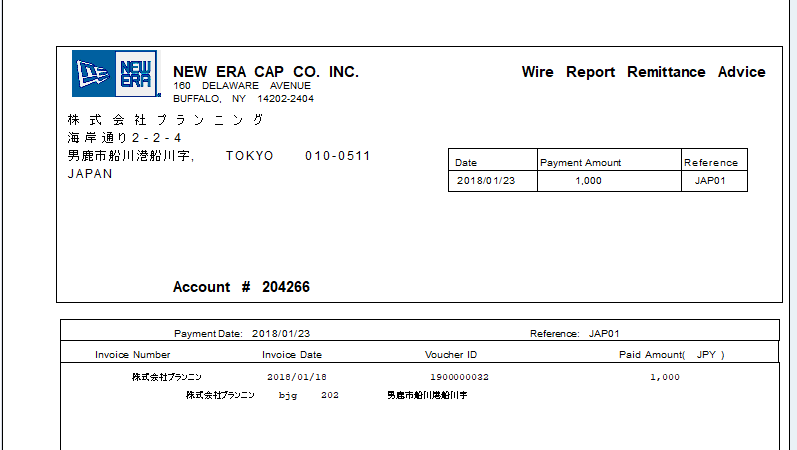 NEW ERA
NEW ERA CAP CO. INC.
Wire Report Remittance Advice
160 DELAWARE AVENUE
BUFFALO, NY 14202-2404
株式会社プランニング
海岸通り2-2-4
男鹿市船川港船川字, TOKYO 010-0511
JAPAN
Date Payment Amount Reference
2018/01/23 1,000 JAP01
Account # 204266
Payment Date: 2018/01/23 Reference: JAP01
Invoice Number Invoice Date Voucher ID Paid Amount( JPY )
株式会社プランニン 2018/01/18 1900000032 1,000
株式会社プランニン bjg 202 男鹿市船川港船川字